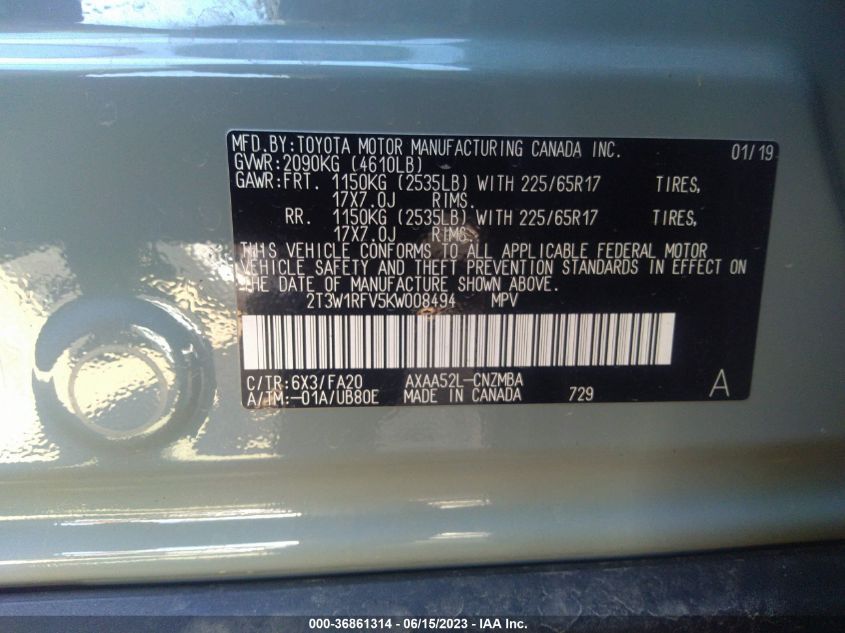 MFD.BY:TOYOTA MOTOR MANUFACTURING CANADA INC. 01/19
GVWR:2090KG (4610LB)
GAWR:FRT. 1150KG (2535LB) WITH 225/65R17 TIRES,
17X7.0J RIMS.
RR. 1150KG (2535LB) WITH 225/65R17 TIRES,
17X7.0J RIMS.
THIS VEHICLE CONFORMS TO ALL APPLICABLE FEDERAL MOTOR
VEHICLE SAFETY AND THEFT PREVENTION STANDARDS IN EFFECT ON
THE DATE OF MANUFACTURE SHOWN ABOVE.
2T3W1RFV5KW008494 MPV
C/TR:6X3/FA20 AXAA52L-CNZMBA
A/TM:-01A/UB80E MADE IN CANADA 729 A
000-36861314 - 06/15/2023 - IAA Inc.